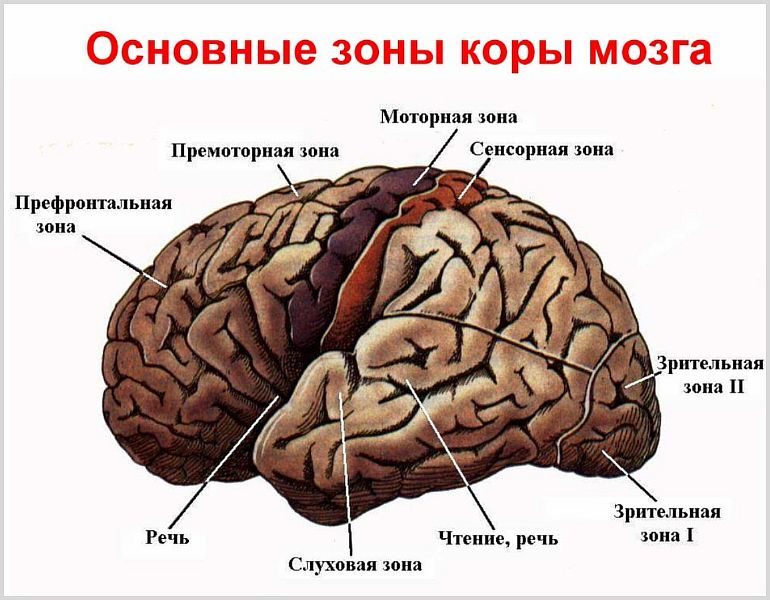 Основные зоны коры мозга
Моторная зона
Премоторная зона
Сенсорная зона
Префронтальная
зона
Зрительная
зона II
Речь
Слуховая зона
Чтение, речь
Зрительная
зона I